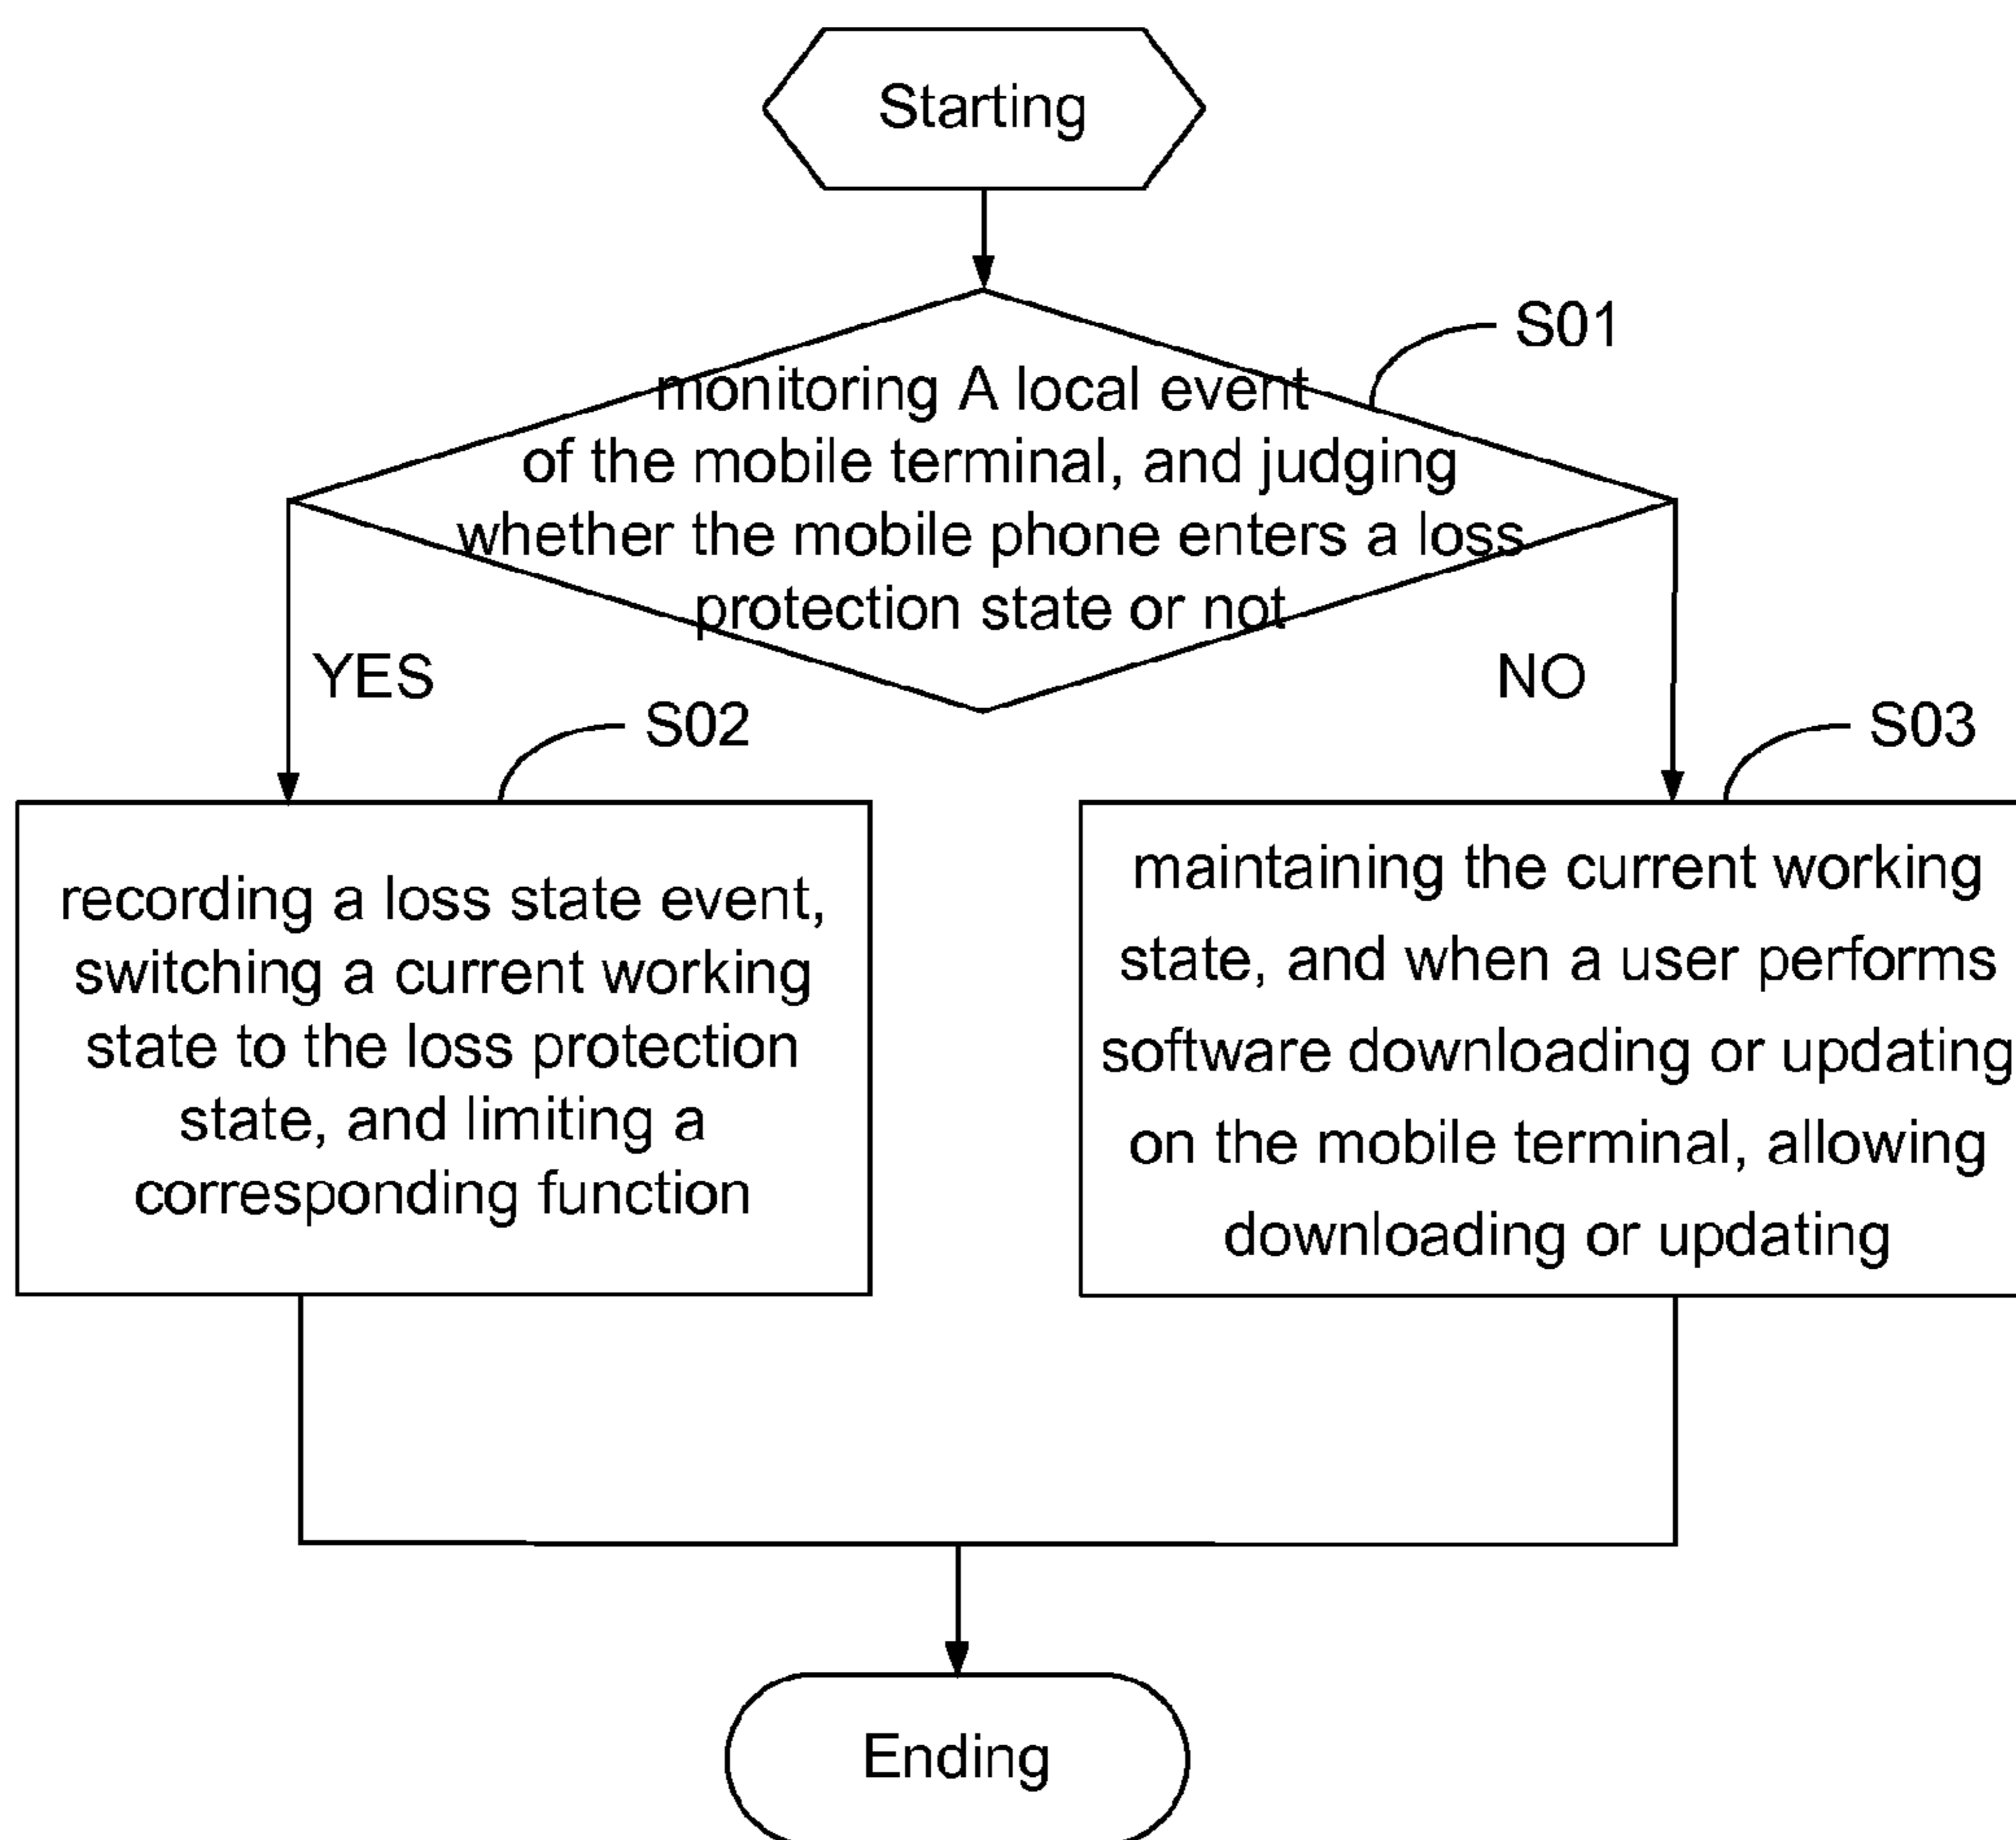 Starting
S01
monitoring A local event
of the mobile terminal, and judging
whether the mobile phone enters a loss
protection state or not
YES
NO
S02
S03
recording a loss state event,
switching a current working
state to the loss protection
state, and limiting a
corresponding function
maintaining the current working
state, and when a user performs
software downloading or updating
on the mobile terminal, allowing
downloading or updating
Ending